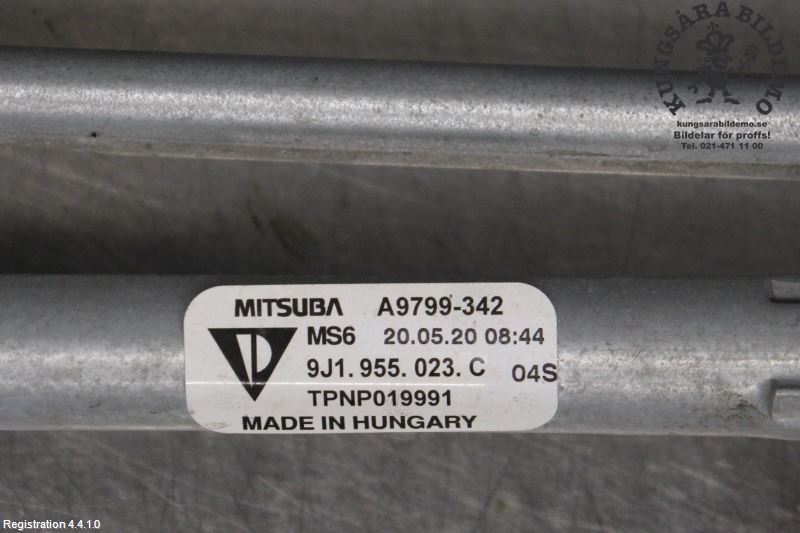 KUNGSÅRA BILDEMO.
kungsarabildemo.se
Bildelar för proffs!
Tel. 021-471 11 00
MITSUBA A9799-342
MS6 20.05.20 08:44
9J1. 955. 023. C 04S
TPNP019991
MADE IN HUNGARY
Registration 4.4.1.0